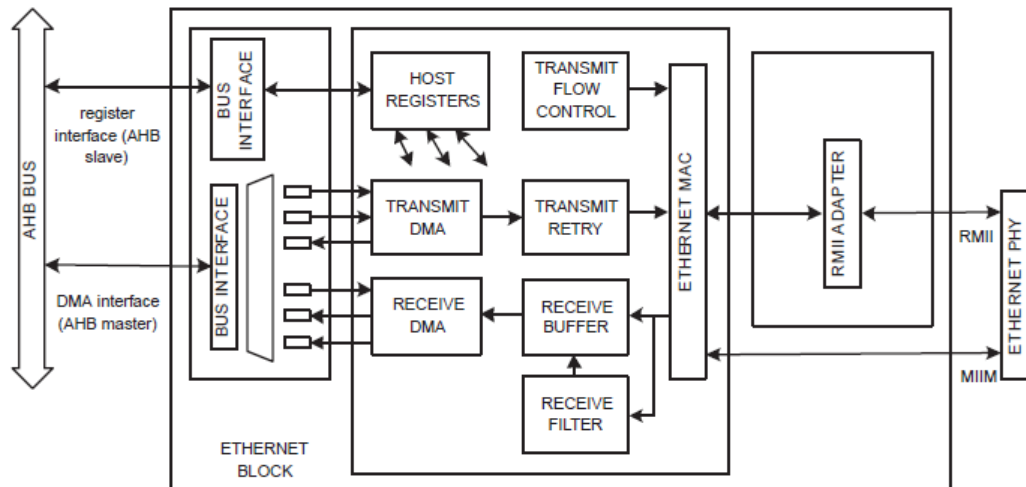 AHB BUS
register
interface (AHB
slave)
DMA interface
(AHB master)
BUS
INTERFACE
BUS INTERFACE
ETHERNET
BLOCK
HOST
REGISTERS
TRANSMIT
FLOW
CONTROL
TRANSMIT
DMA
TRANSMIT
RETRY
RECEIVE
DMA
RECEIVE
BUFFER
RECEIVE
FILTER
ETHERNET MAC
RMII ADAPTER
RMII
MIIM
ETHERNET PHY